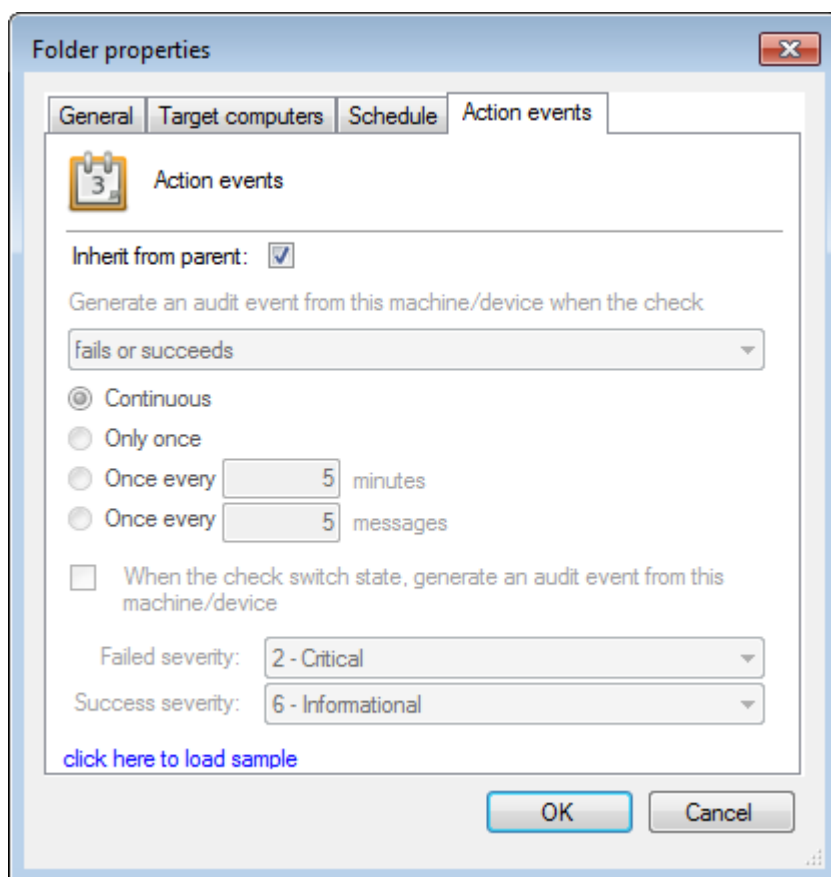 Folder properties
General Target computers Schedule Action events
3
Action events
Inherit from parent:
Generate an audit event from this machine/device when the check
fails or succeeds
Continuous
Only once
Once every 5 minutes
Once every 5 messages
When the check switch state, generate an audit event from this
machine/device
Failed severity: 2 - Critical
Success severity: 6 - Informational
click here to load sample
OK Cancel